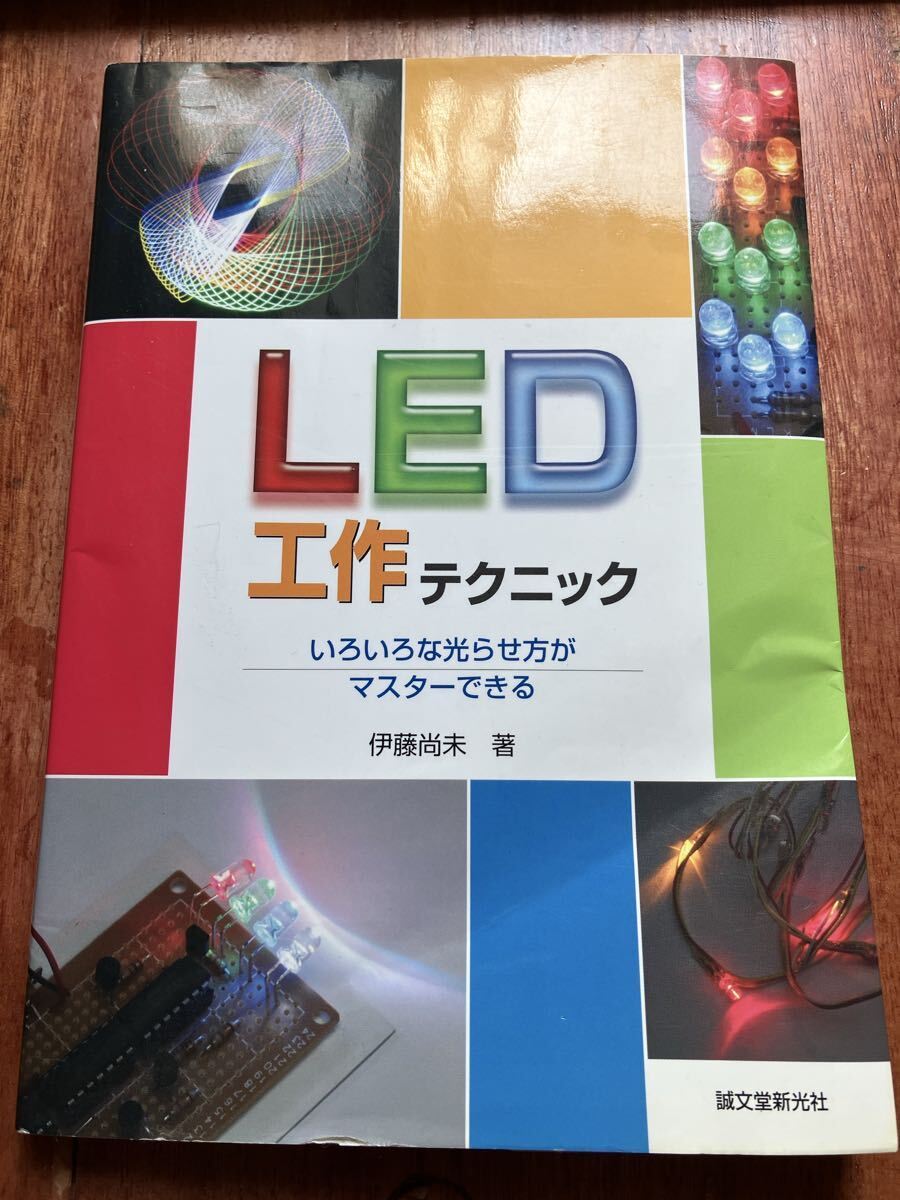 LED
工作テクニック
いろいろな光らせ方が
マスターできる
伊藤尚未 著
誠文堂新光社